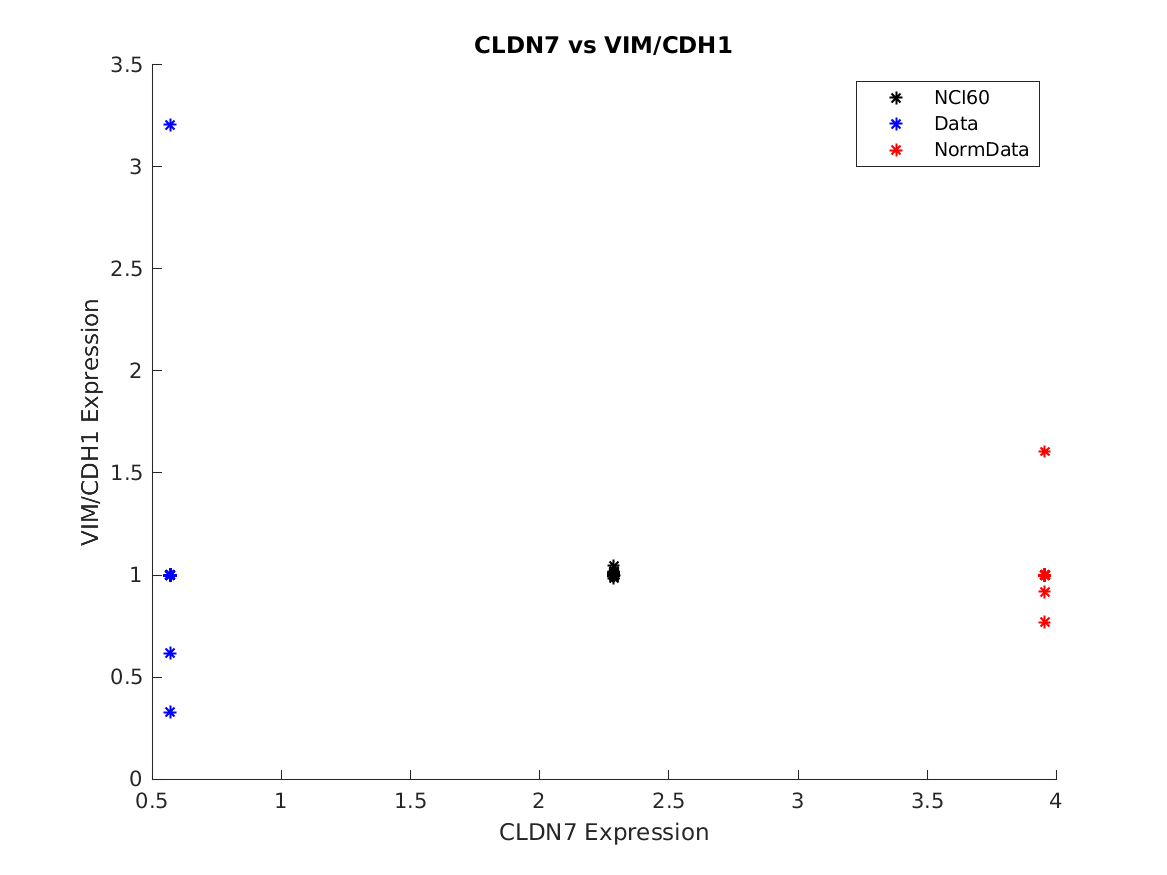 CLDN7 vs VIM/CDH1
NCI60
Data
NormData
3.5
3
2.5
2
1.5
1
0.5
0
VIM/CDH1 Expression
0.5
1
1.5
2
2.5
3
3.5
4
CLDN7 Expression